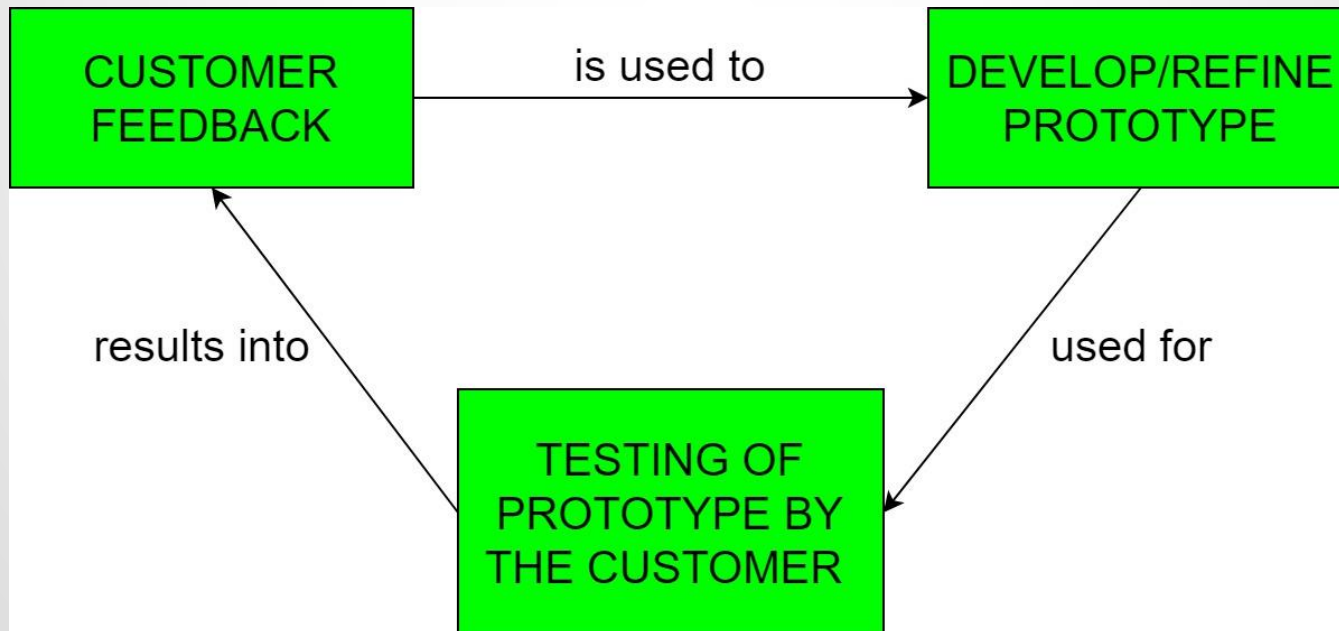 CUSTOMER
FEEDBACK
is used to
DEVELOP/REFINE
PROTOTYPE
results into
used for
TESTING OF
PROTOTYPE BY
THE CUSTOMER